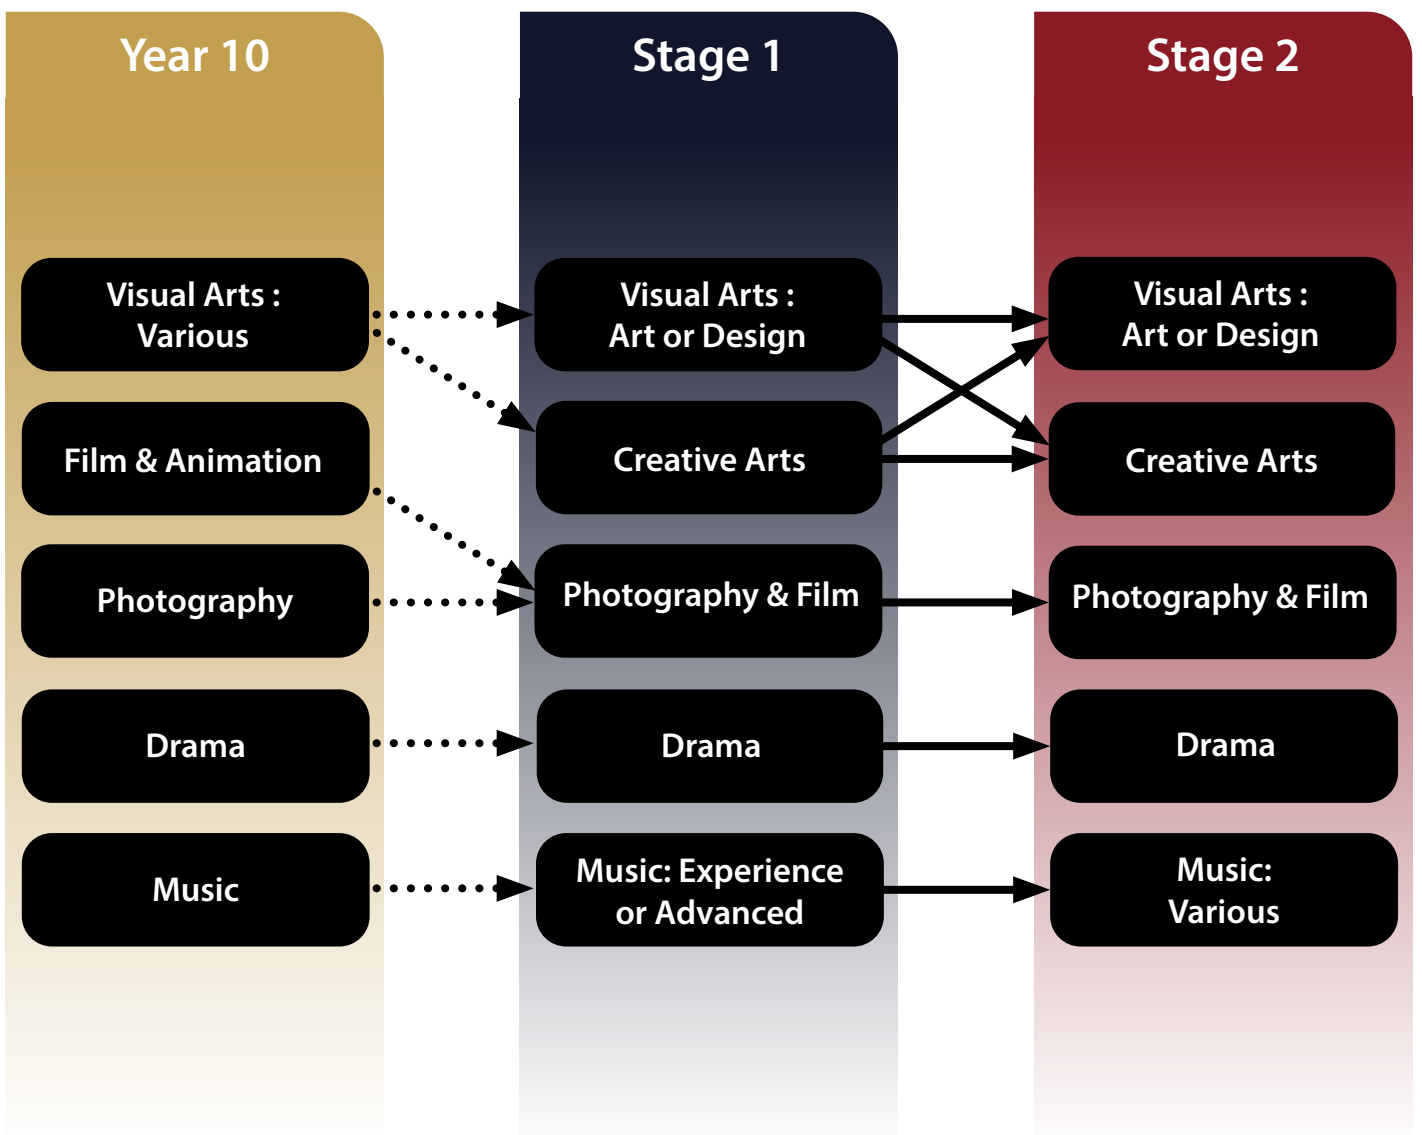 Year 10
Visual Arts :
Various
Film & Animation
Photography
Drama
Music
Stage 1
Visual Arts :
Art or Design
Creative Arts
Photography & Film
Drama
Music: Experience
or Advanced
Stage 2
Visual Arts :
Art or Design
Creative Arts
Photography & Film
Drama
Music:
Various